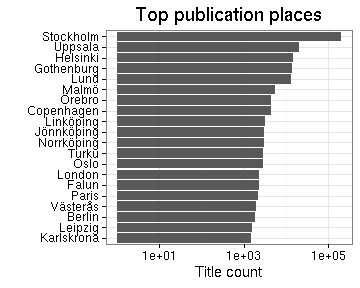 Top publication places
Stockholm
Uppsala
Helsinki
Gothenburg
Lund
Malmö
Örebro
Copenhagen
Linköping
Jönnköping
Norrköping
Turku
Oslo
London
Falun
Paris
Västerås
Berlin
Leipzig
Karlskrona
1e+01 1e+03 1e+05
Title count